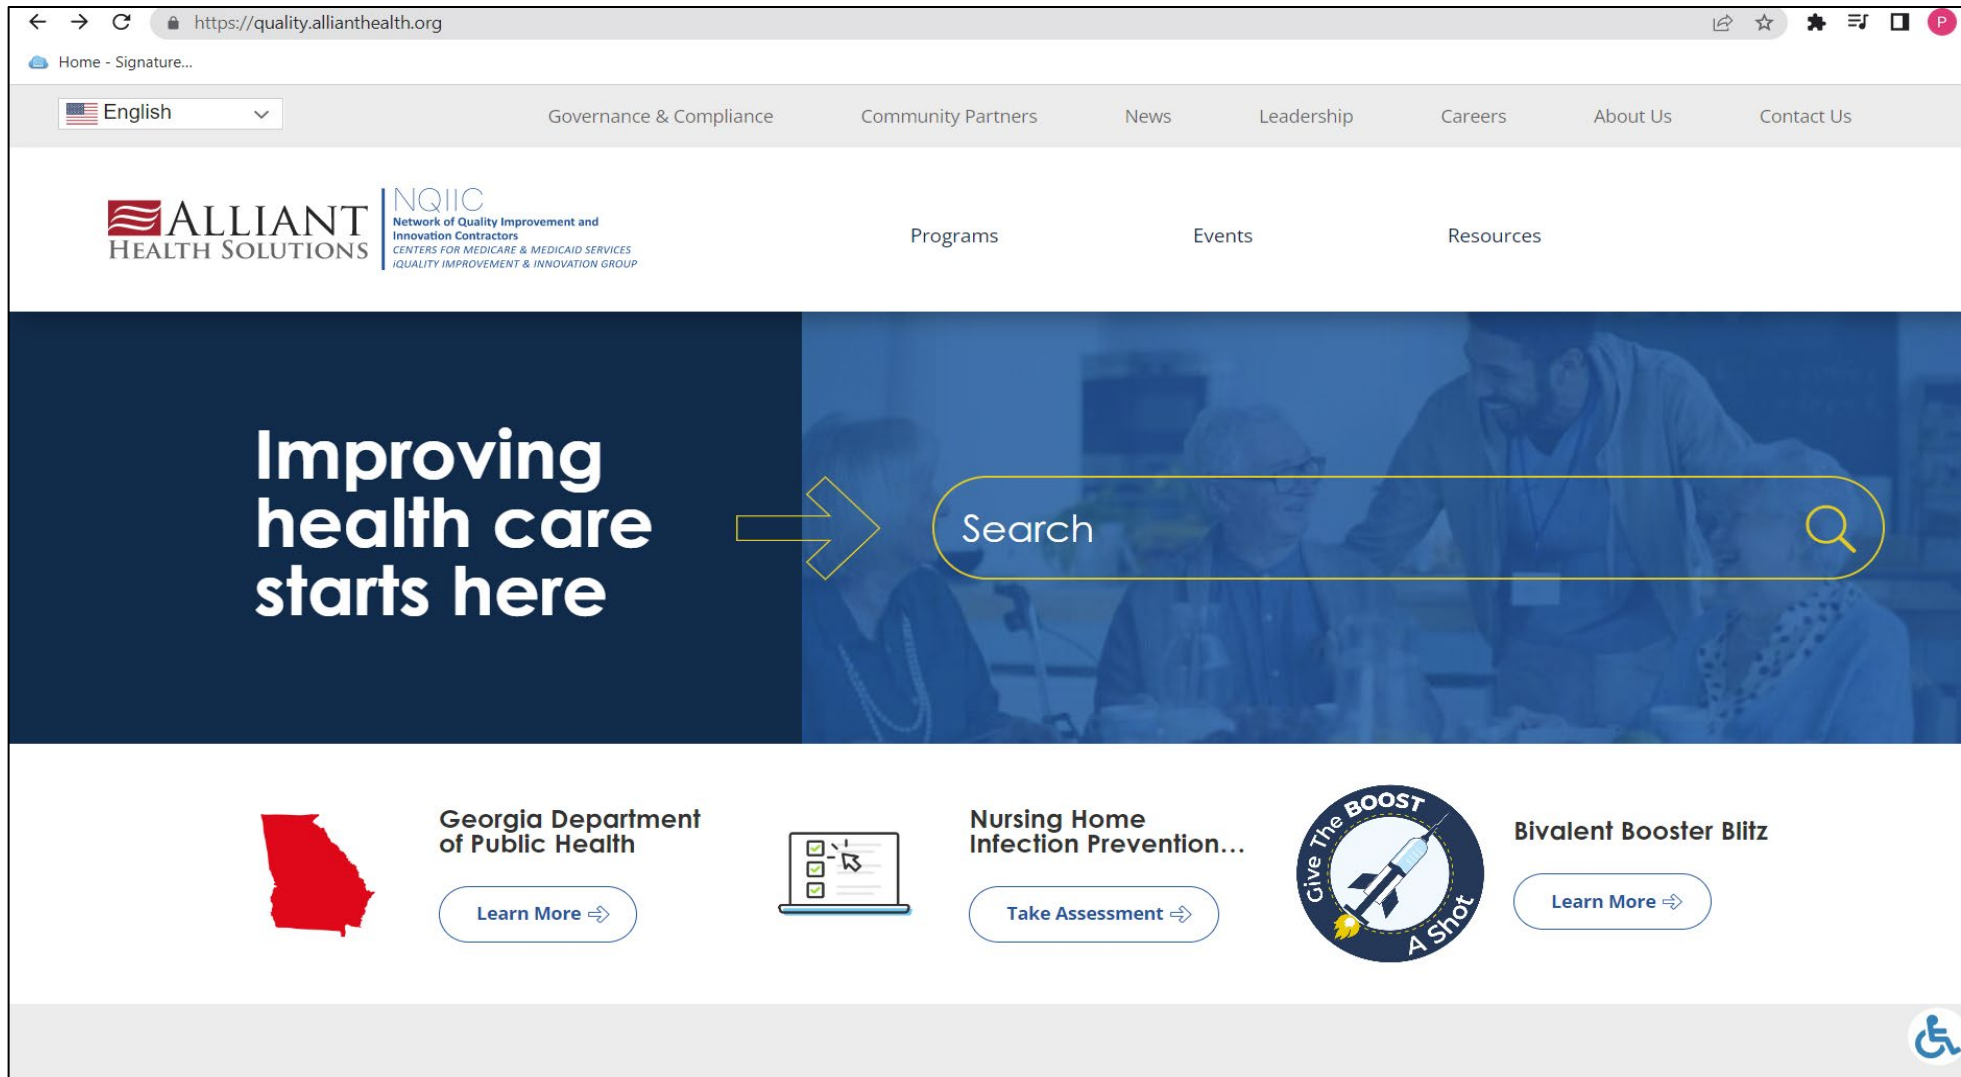 https://quality.allianthealth.org
P
Home - Signature...
English
Governance & Compliance
Community Partners
News
Leadership
Careers
About Us
Contact Us
ALLIANT
HEALTH SOLUTIONS
NQIIC
Network of Quality Improvement and
Innovation Contractors
CENTERS FOR MEDICARE & MEDICAID SERVICES
iQUALITY IMPROVEMENT & INNOVATION GROUP
Programs
Events
Resources
Improving
health care
starts here
Search
Georgia Department
of Public Health
Learn More
Nursing Home
Infection Prevention...
Take Assessment
Give The BOOST
A Shot
Bivalent Booster Blitz
Learn More